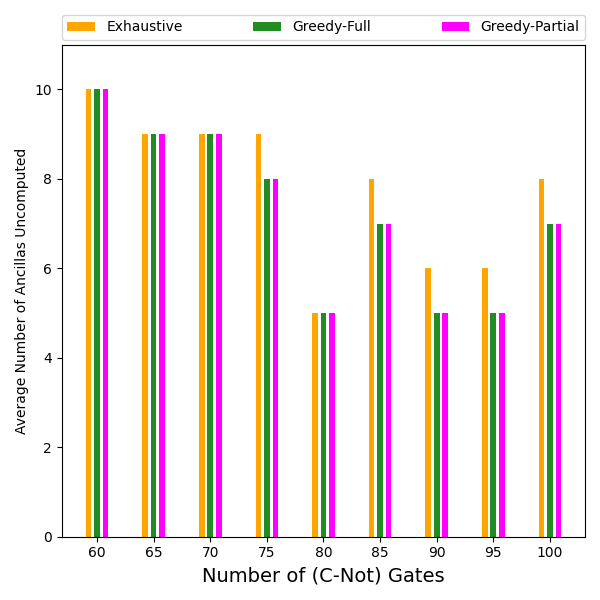 Exhaustive Greedy-Full Greedy-Partial
Average Number of Ancillas Uncomputed
10
8
6
4
2
0
60 65 70 75 80 85 90 95 100
Number of (C-Not) Gates